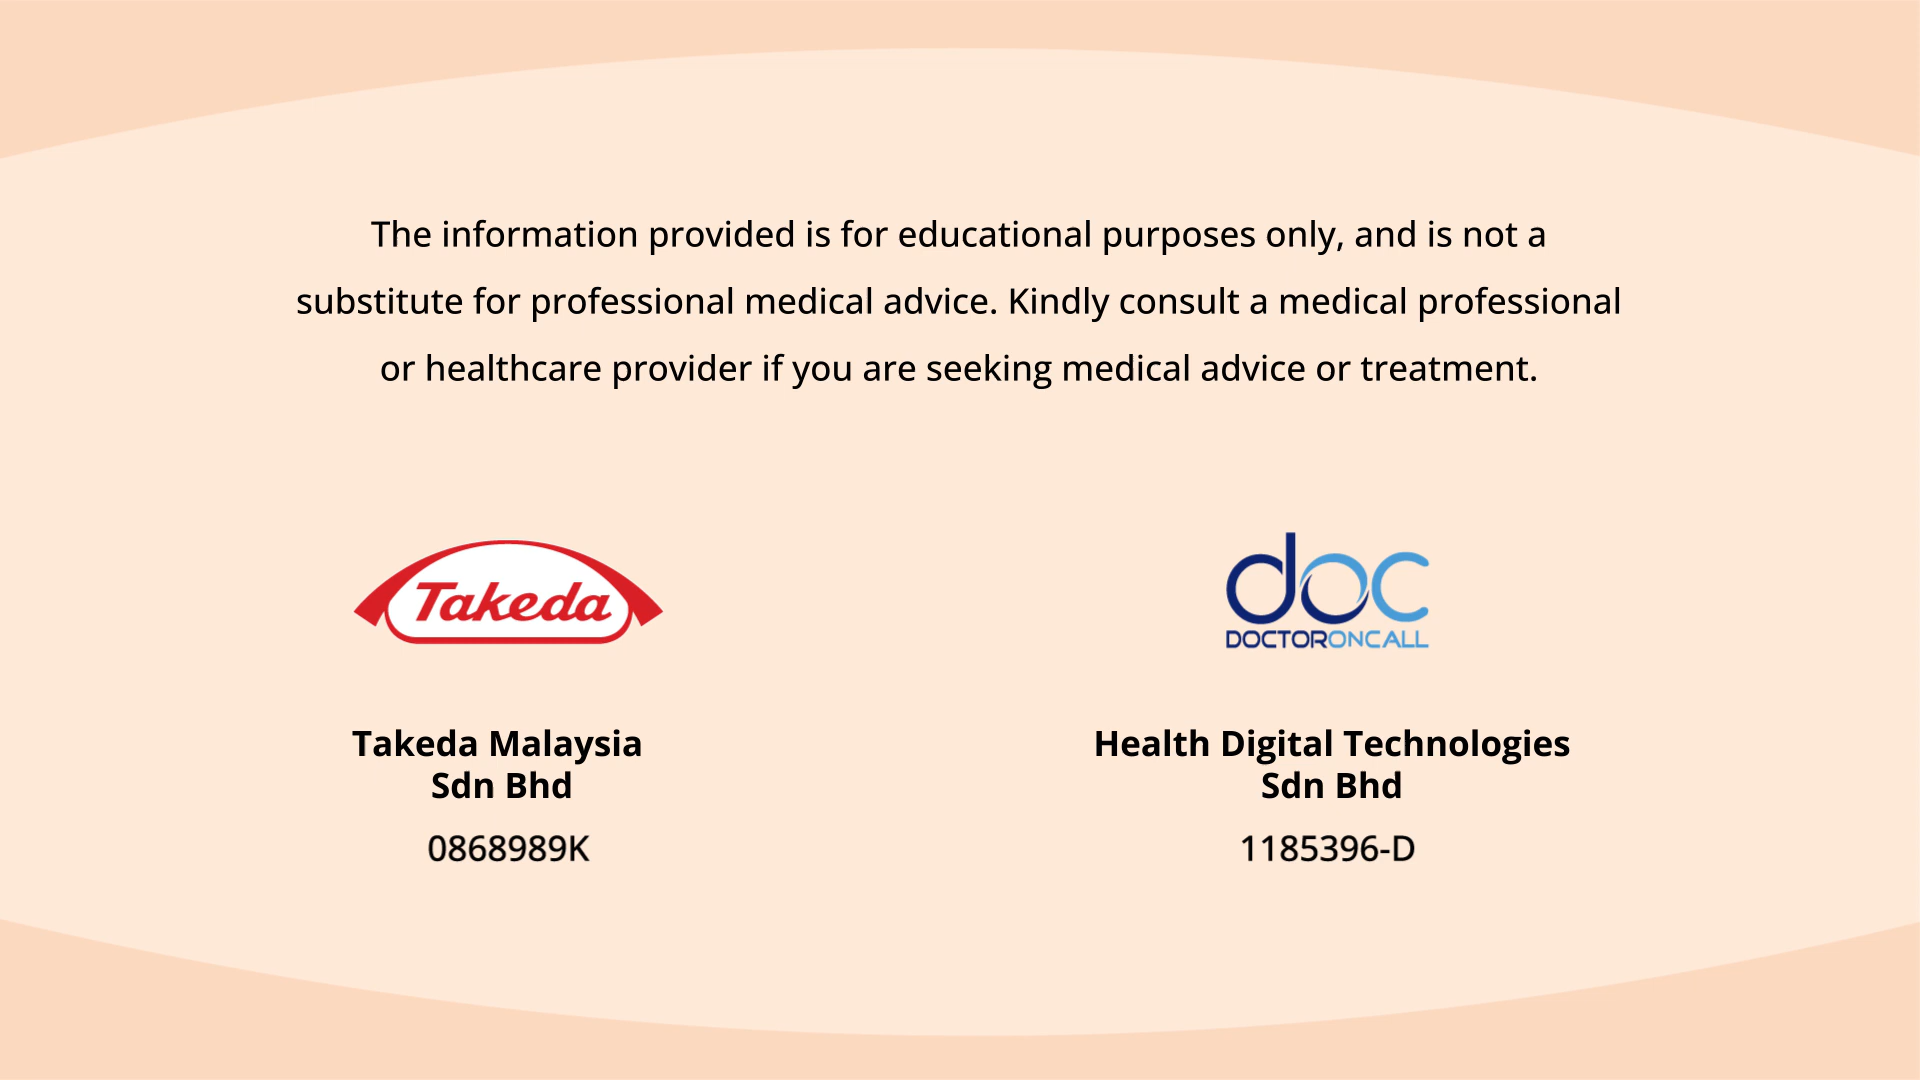 The information provided is for educational purposes only, and is not a
substitute for professional medical advice. Kindly consult a medical professional
or healthcare provider if you are seeking medical advice or treatment.
Takeda
doc
DOCTORONCALL
Takeda Malaysia
Sdn Bhd
0868989K
Health Digital Technologies
Sdn Bhd
1185396-D